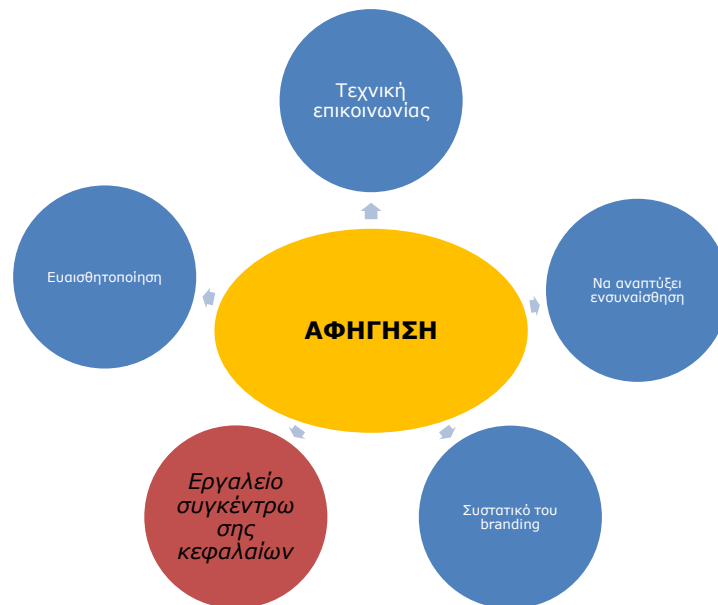 Τεχνική
επικοινωνίας
Ευαισθητοποίηση
Να αναπτύξει
ενσυναίσθηση
ΑΦΗΓΗΣΗ
Εργαλείο
συγκέντρω
σης
κεφαλαίων
Συστατικό του
branding